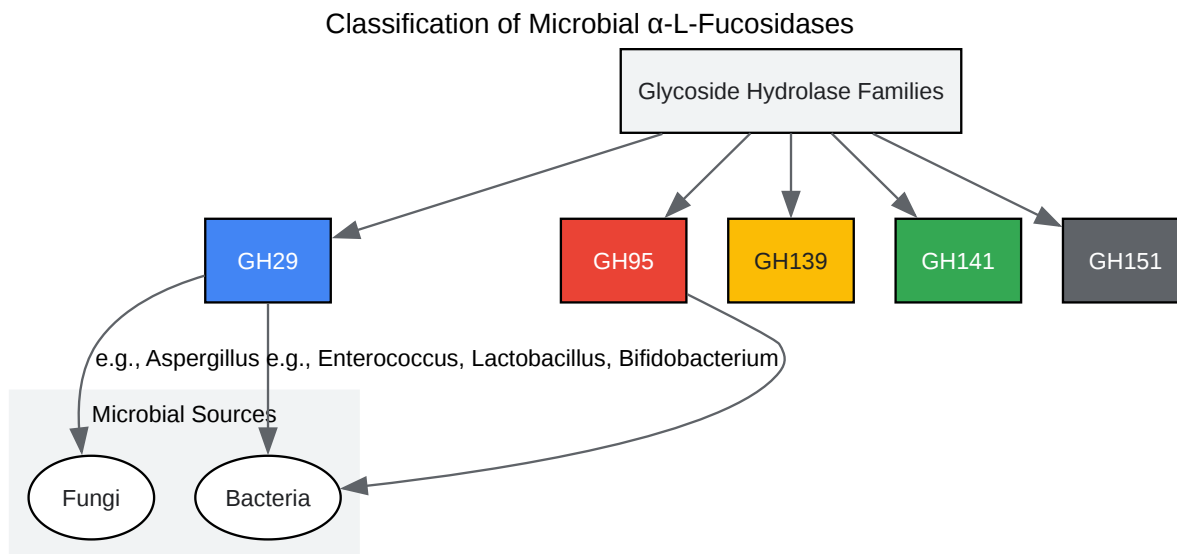 Classification of Microbial α-L-Fucosidases
Glycoside Hydrolase Families
GH29
GH95
GH139
GH141
GH151
e.g., Aspergillus
e.g., Enterococcus, Lactobacillus, Bifidobacterium
Microbial Sources
Fungi
Bacteria